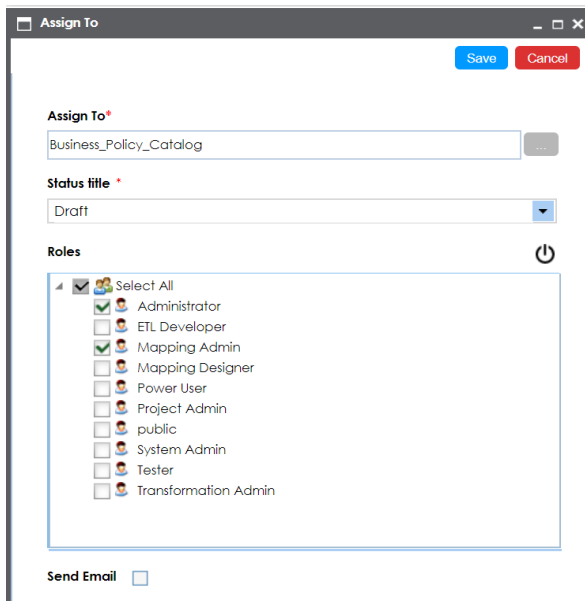 Assign To
Save Cancel
Assign To*
Business_Policy_Catalog ...
Status title *
Draft
Roles
Select All
Administrator
ETL Developer
Mapping Admin
Mapping Designer
Power User
Project Admin
public
System Admin
Tester
Transformation Admin
Send Email